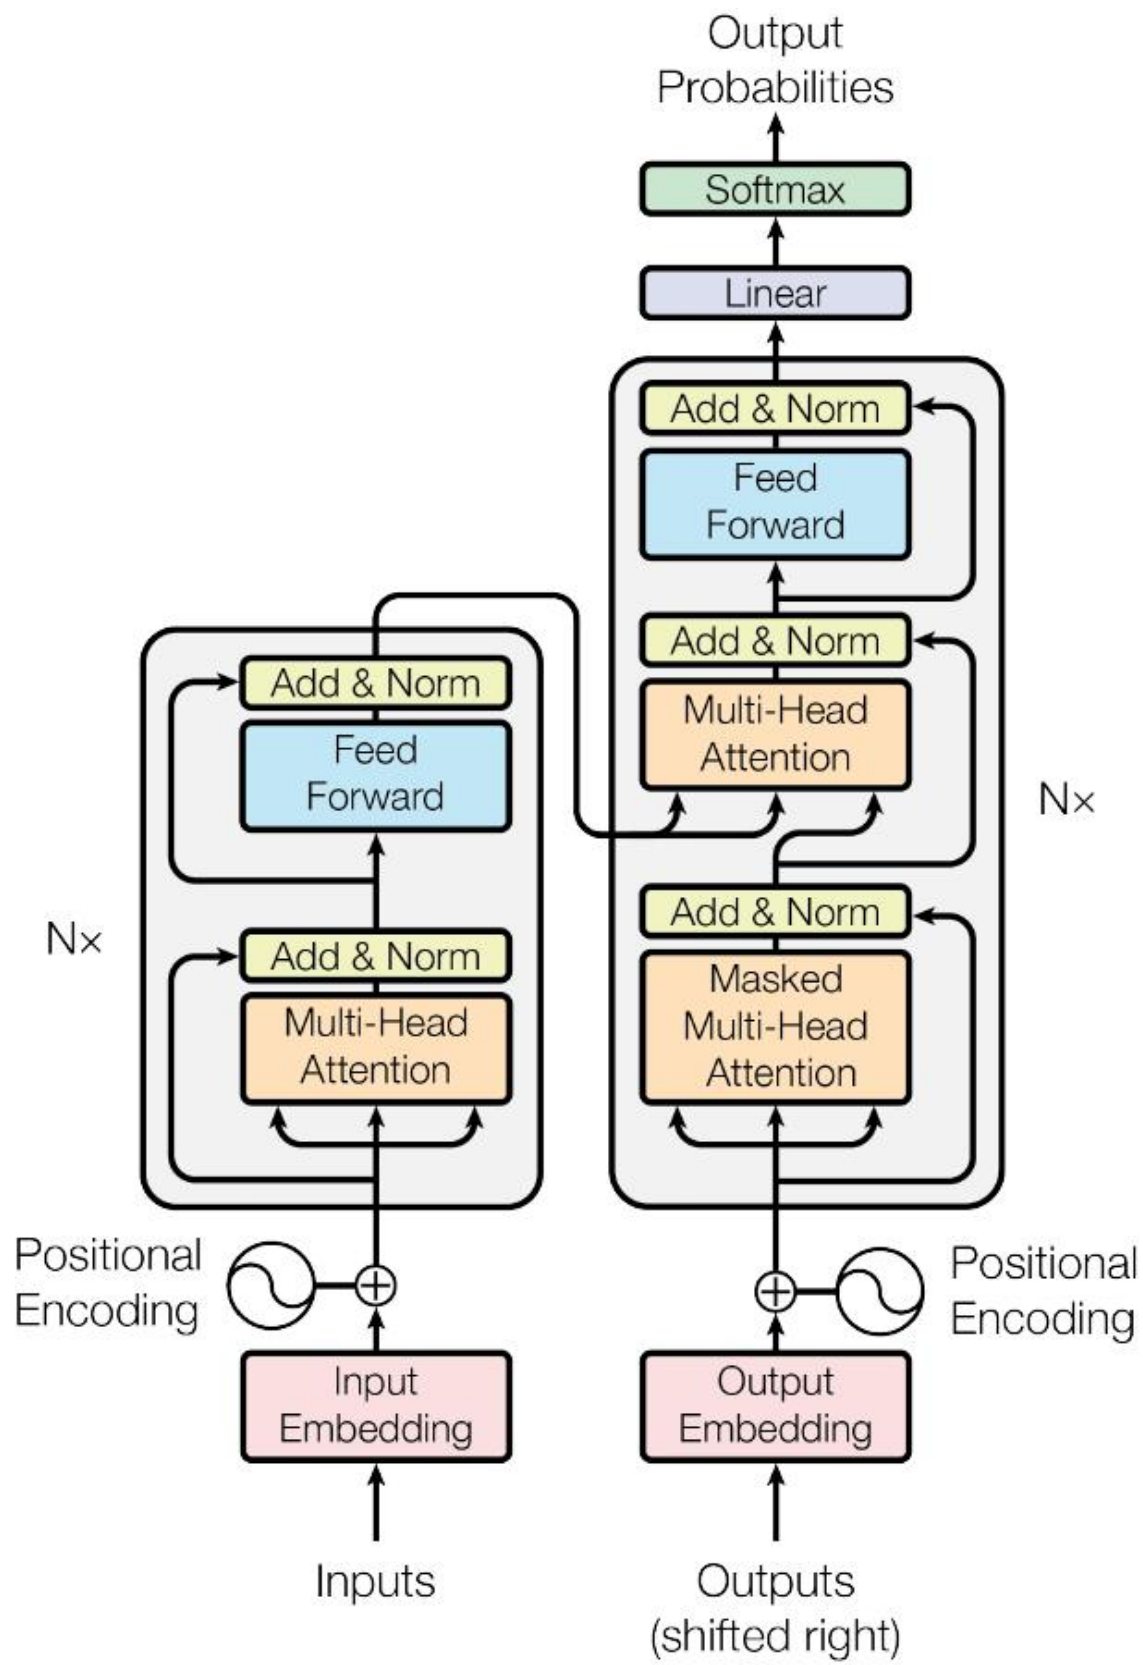 Output
Probabilities
Softmax
Linear
Add & Norm
Feed
Forward
Add & Norm
Multi-Head
Attention
Nx
Add & Norm
Masked
Multi-Head
Attention
Positional
Encoding
Output
Embedding
Outputs
(shifted right)
Add & Norm
Feed
Forward
Nx
Add & Norm
Multi-Head
Attention
Positional
Encoding
Input
Embedding
Inputs